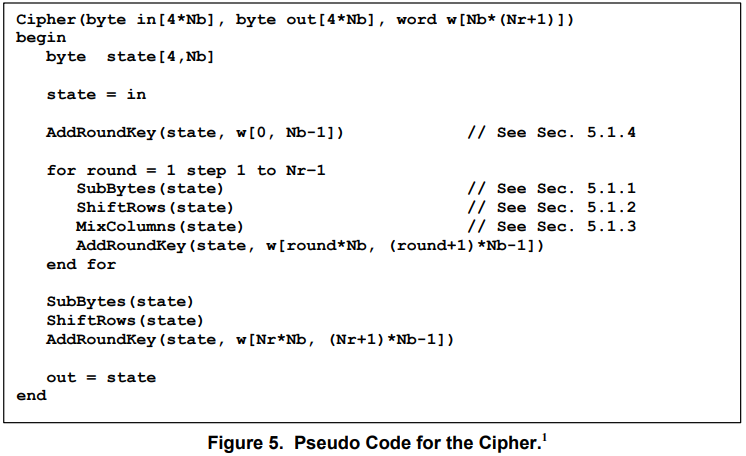 Cipher(byte in[4*Nb], byte out[4*Nb], word w[Nb*(Nr+1)])
begin
byte state[4,Nb]
state = in
AddRoundKey(state, w[0, Nb-1]) // See Sec. 5.1.4
for round = 1 step 1 to Nr–1
SubBytes(state) // See Sec. 5.1.1
ShiftRows(state) // See Sec. 5.1.2
MixColumns(state) // See Sec. 5.1.3
AddRoundKey(state, w[round*Nb, (round+1)*Nb-1])
end for
SubBytes(state)
ShiftRows(state)
AddRoundKey(state, w[Nr*Nb, (Nr+1)*Nb-1])
out = state
end
Figure 5. Pseudo Code for the Cipher.¹